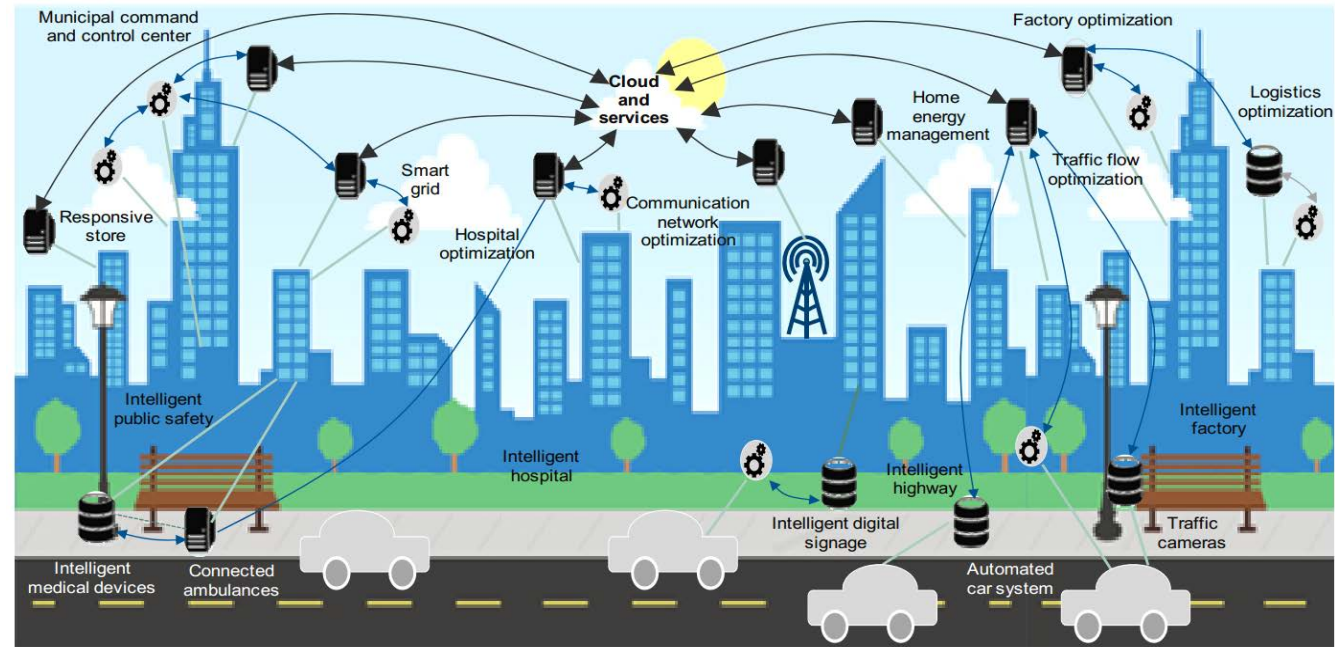 Municipal command
and control center
Factory optimization
Cloud
and
services
Home
energy
management
Logistics
optimization
Smart
grid
Traffic flow
optimization
Responsive
store
Hospital
optimization
Communication
network
optimization
Intelligent
public safety
Intelligent
factory
Intelligent
hospital
Intelligent
highway
Intelligent digital
signage
Traffic
cameras
Intelligent
medical devices
Connected
ambulances
Automated
car system